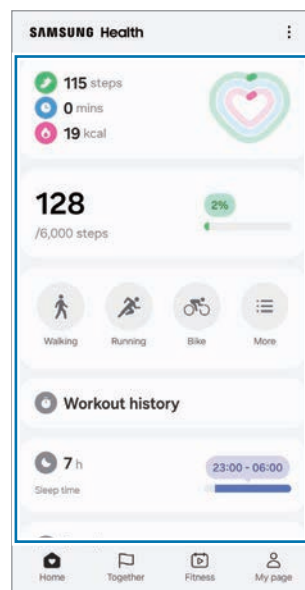 SAMSUNG Health
115 steps
0 mins
19 kcal
128
/6,000 steps
2%
Walking
Running
Bike
More
Workout history
7 h
Sleep time
23:00 - 06:00
Home
Together
Fitness
My page